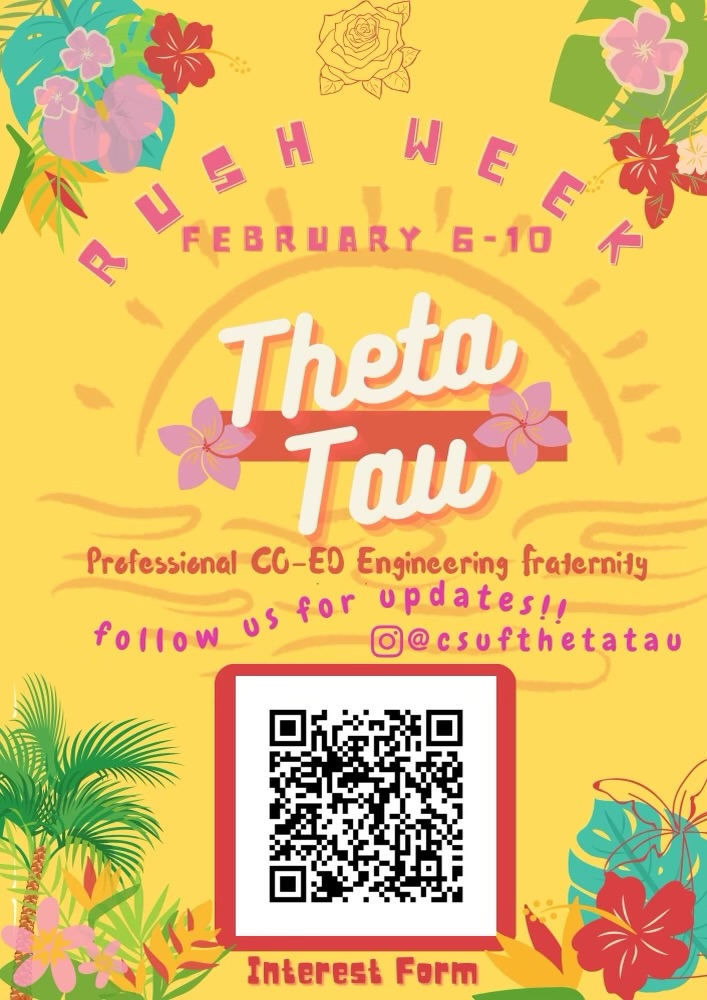 RUSH WEEK
FEBRUARY 6-10
Theta
Tau
Professional CO-ED Engineering fraternity
follow us for updates!!
@csufthetatau
Interest Form